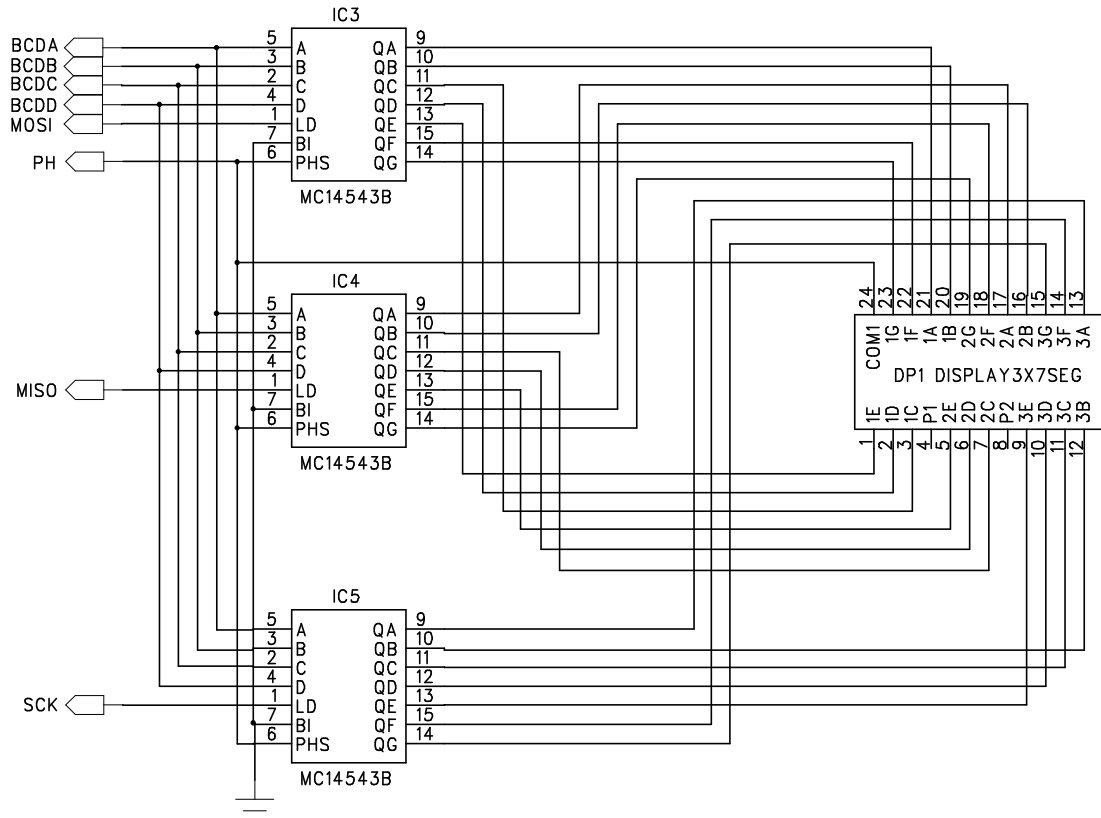 IC3
BCDA
BCDB
BCDC
BCDD
MOSI
PH
5 A QA 9
3 B QB 10
2 C QC 11
4 D QD 12
1 LD QE 13
7 BI QF 15
6 PHS QG 14
MC14543B
IC4
MISO
5 A QA 9
3 B QB 10
2 C QC 11
4 D QD 12
1 LD QE 13
7 BI QF 15
6 PHS QG 14
MC14543B
24 23 22 21 20 19 18 17 16 15 14 13
COM1 1G 1F 1A 1B 2G 2F 2A 2B 3G 3F 3A
DP1 DISPLAY3X7SEG
1E 1D 1C P1 2E 2D 2C P2 3E 3D 3C 3B
1 2 3 4 5 6 7 8 9 10 11 12
IC5
SCK
5 A QA 9
3 B QB 10
2 C QC 11
4 D QD 12
1 LD QE 13
7 BI QF 15
6 PHS QG 14
MC14543B